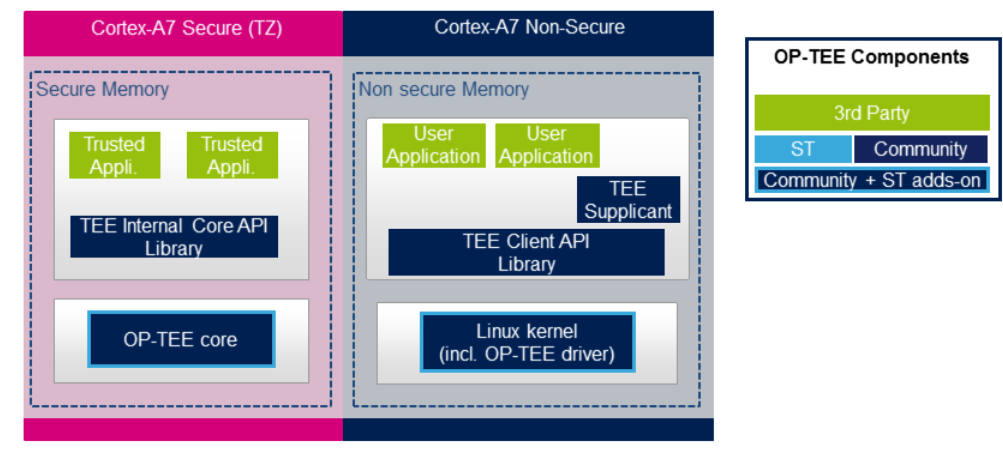 Cortex-A7 Secure (TZ)
Cortex-A7 Non-Secure
Secure Memory
Trusted
Appli.
Trusted
Appli.
TEE Internal Core API
Library
OP-TEE core
Non secure Memory
User
Application
User
Application
TEE
Supplicant
TEE Client API
Library
Linux kernel
(incl. OP-TEE driver)
OP-TEE Components
3rd Party
ST
Community
Community + ST adds-on